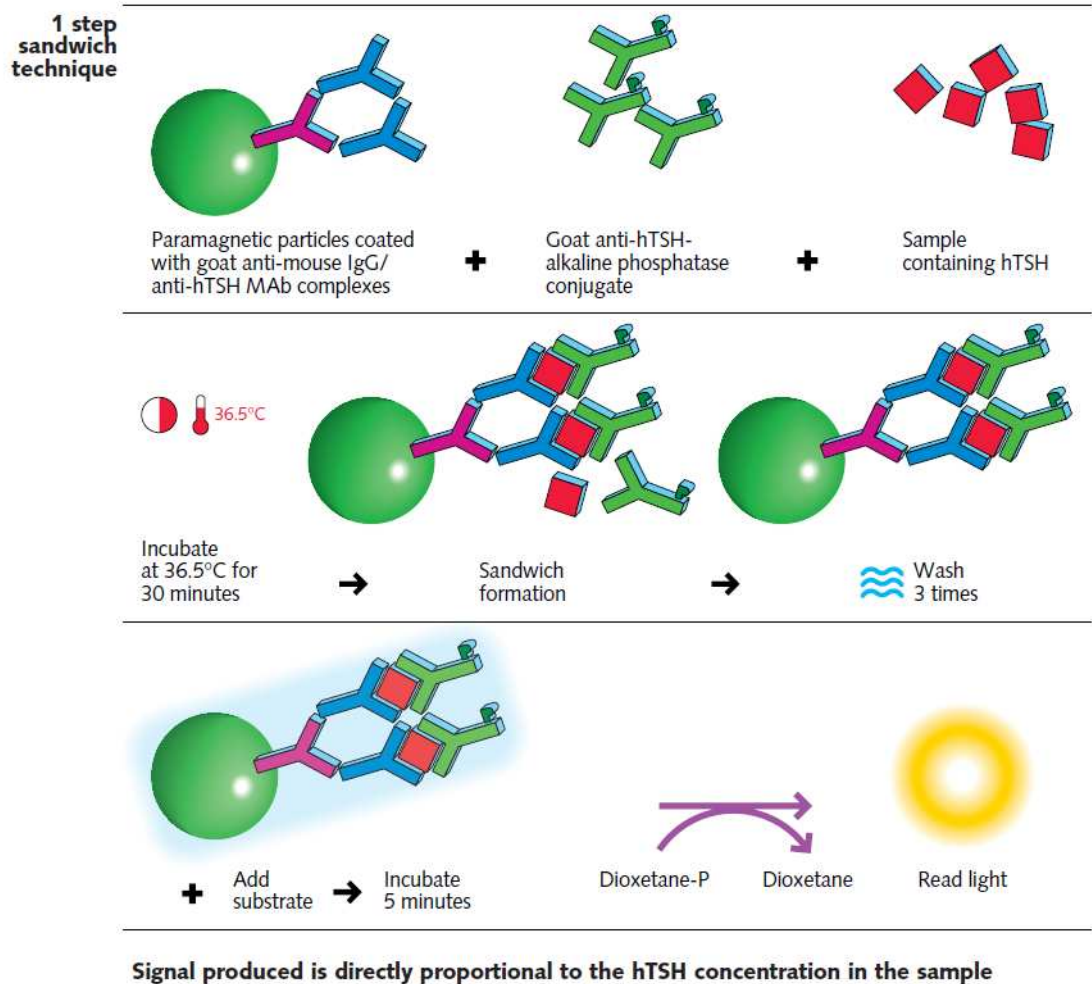 1 step
sandwich
technique
Paramagnetic particles coated
with goat anti-mouse IgG/
anti-hTSH MAb complexes
+
Goat anti-hTSH-
alkaline phosphatase
conjugate
+
Sample
containing hTSH
36.5°C
Incubate
at 36.5°C for
30 minutes
→
Sandwich
formation
→
Wash
3 times
+
Add
substrate
→
Incubate
5 minutes
Dioxetane-P
Dioxetane
Read light
Signal produced is directly proportional to the hTSH concentration in the sample